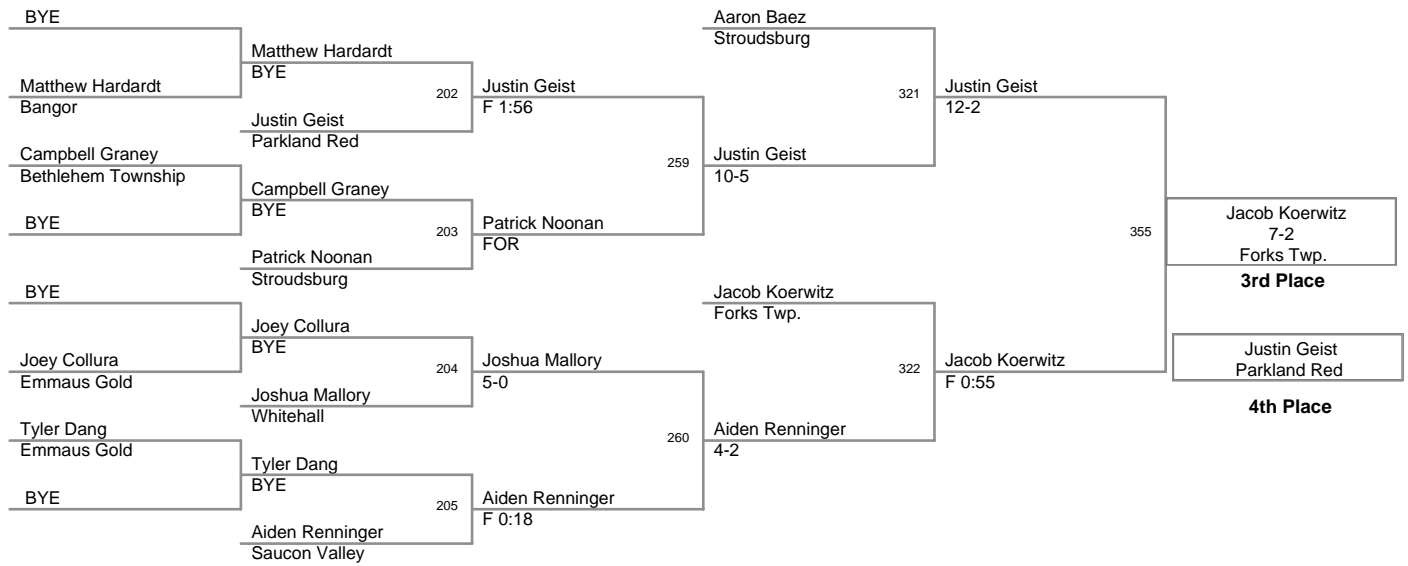 BYE
Matthew Hardardt
Bangor
Campbell Graney
Bethlehem Township
BYE
BYE
Joey Collura
Emmaus Gold
Tyler Dang
Emmaus Gold
BYE
Matthew Hardardt
BYE
202
Justin Geist
Parkland Red
Campbell Graney
BYE
203
Patrick Noonan
Stroudsburg
Joey Collura
BYE
204
Joshua Mallory
Whitehall
Tyler Dang
BYE
205
Aiden Renninger
Saucon Valley
Justin Geist
F 1:56
259
Patrick Noonan
FOR
Joshua Mallory
5-0
260
Aiden Renninger
F 0:18
Aaron Baez
Stroudsburg
321
Justin Geist
10-5
Jacob Koerwitz
Forks Twp.
322
Aiden Renninger
4-2
Justin Geist
12-2
355
Jacob Koerwitz
F 0:55
Jacob Koerwitz
7-2
Forks Twp.
3rd Place
Justin Geist
Parkland Red
4th Place